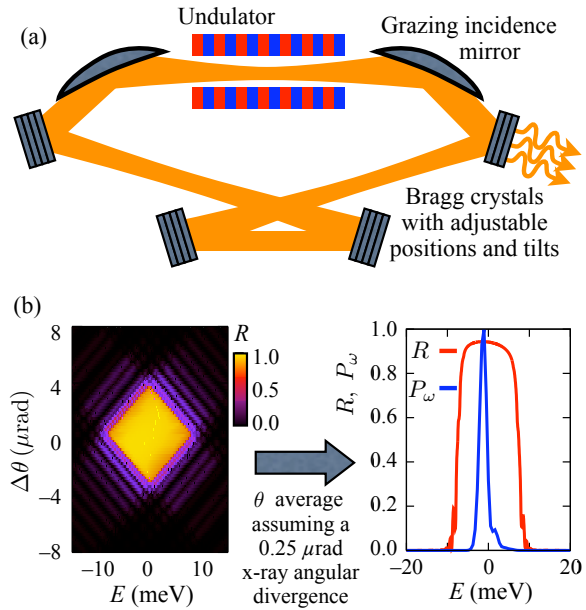 (a)
Undulator
Grazing incidence
mirror
Bragg crystals
with adjustable
positions and tilts
(b)
8
4
0
−4
−8
Δθ (μrad)
−10
0
10
E (meV)
R
1.0
0.5
0.0
θ average
assuming a
0.25 μrad
x-ray angular
divergence
R, P_ω
1.0
0.8
0.6
0.4
0.2
0.0
R
P_ω
−20
0
20
E (meV)